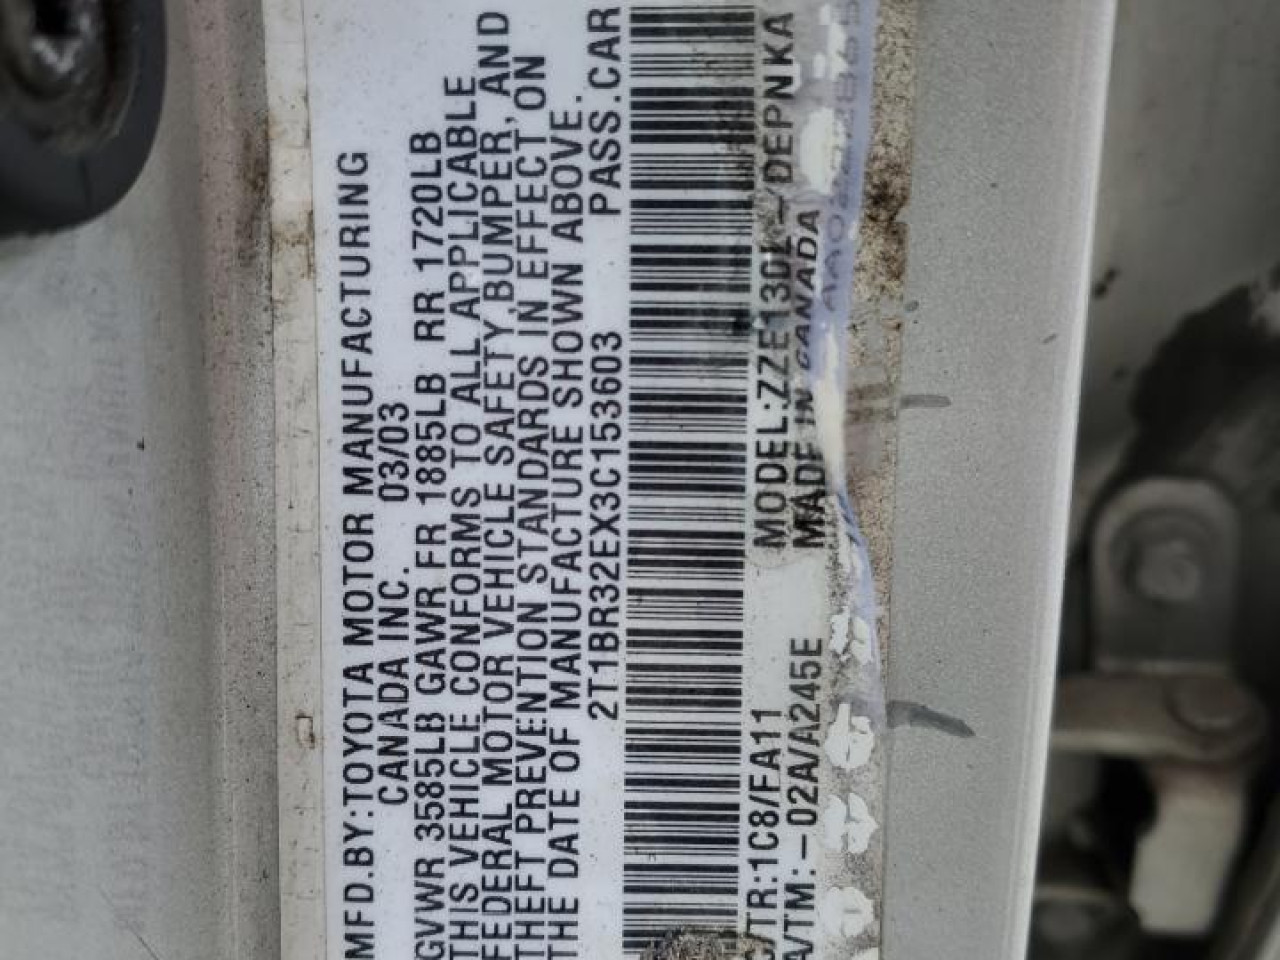 MFD.BY:TOYOTA MOTOR MANUFACTURING
CANADA INC. 03/03
GVWR 3585LB GAWR FR 1885LB RR 1720LB
THIS VEHICLE CONFORMS TO ALL APPLICABLE
FEDERAL MOTOR VEHICLE SAFETY,BUMPER, AND
THEFT PREVENTION STANDARDS IN EFFECT ON
THE DATE OF MANUFACTURE SHOWN ABOVE.
2T1BR32EX3C153603 PASS.CAR
C/TR:1C8/FA11 MODEL:ZZE130L-DEPNKA
A/TM:-02A/A245E MADE IN CANADA